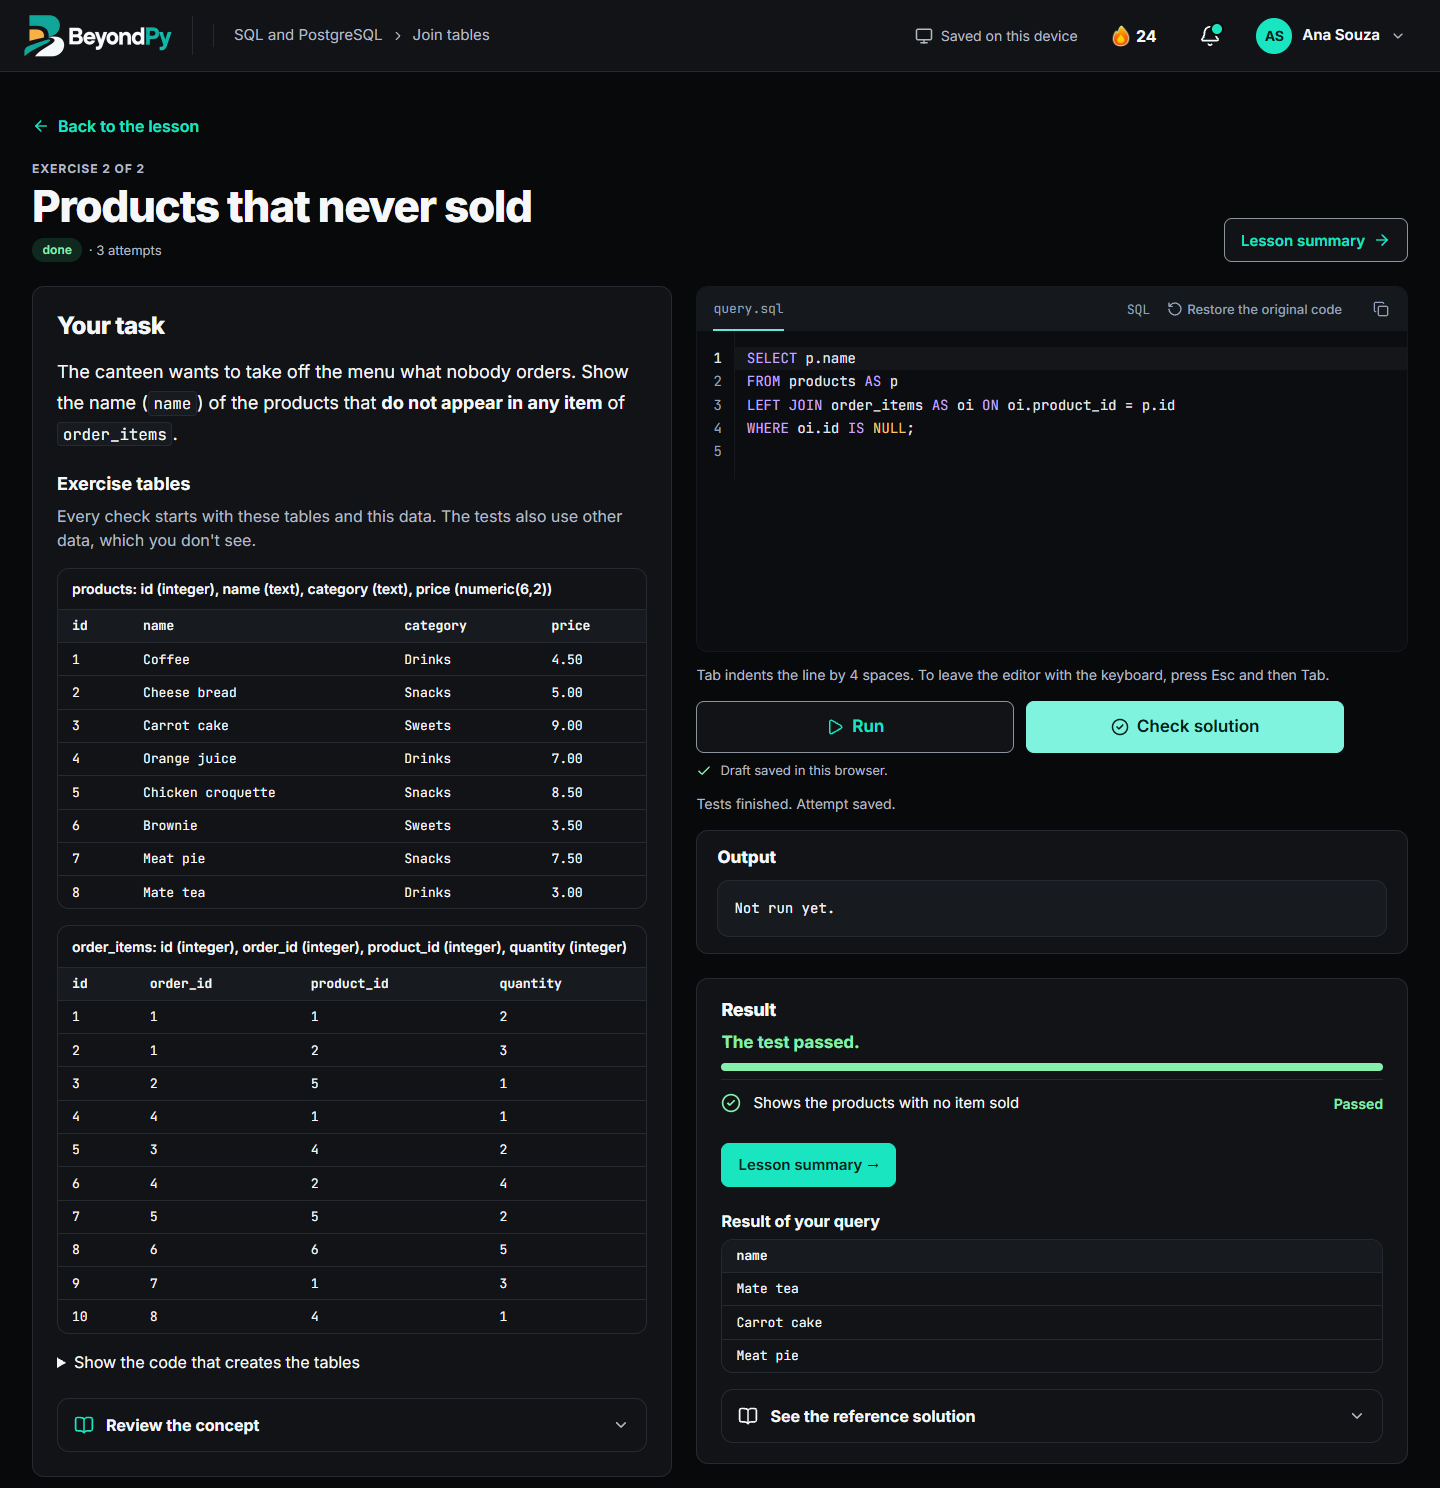 BeyondPy
SQL and PostgreSQL › Join tables
Saved on this device
24
AS
Ana Souza
← Back to the lesson
EXERCISE 2 OF 2
Products that never sold
done · 3 attempts
Lesson summary →
Your task
The canteen wants to take off the menu what nobody orders. Show
the name ( name ) of the products that do not appear in any item of
order_items .
Exercise tables
Every check starts with these tables and this data. The tests also use other
data, which you don't see.
products: id (integer), name (text), category (text), price (numeric(6,2))
id name category price
1 Coffee Drinks 4.50
2 Cheese bread Snacks 5.00
3 Carrot cake Sweets 9.00
4 Orange juice Drinks 7.00
5 Chicken croquette Snacks 8.50
6 Brownie Sweets 3.50
7 Meat pie Snacks 7.50
8 Mate tea Drinks 3.00
order_items: id (integer), order_id (integer), product_id (integer), quantity (integer)
id order_id product_id quantity
1 1 1 2
2 1 2 3
3 2 5 1
4 4 1 1
5 3 4 2
6 4 2 4
7 5 5 2
8 6 6 5
9 7 1 3
10 8 4 1
Show the code that creates the tables
Review the concept
query.sql
SQL
Restore the original code
1 SELECT p.name
2 FROM products AS p
3 LEFT JOIN order_items AS oi ON oi.product_id = p.id
4 WHERE oi.id IS NULL;
5
Tab indents the line by 4 spaces. To leave the editor with the keyboard, press Esc and then Tab.
Run
Check solution
Draft saved in this browser.
Tests finished. Attempt saved.
Output
Not run yet.
Result
The test passed.
Shows the products with no item sold
Passed
Lesson summary →
Result of your query
name
Mate tea
Carrot cake
Meat pie
See the reference solution